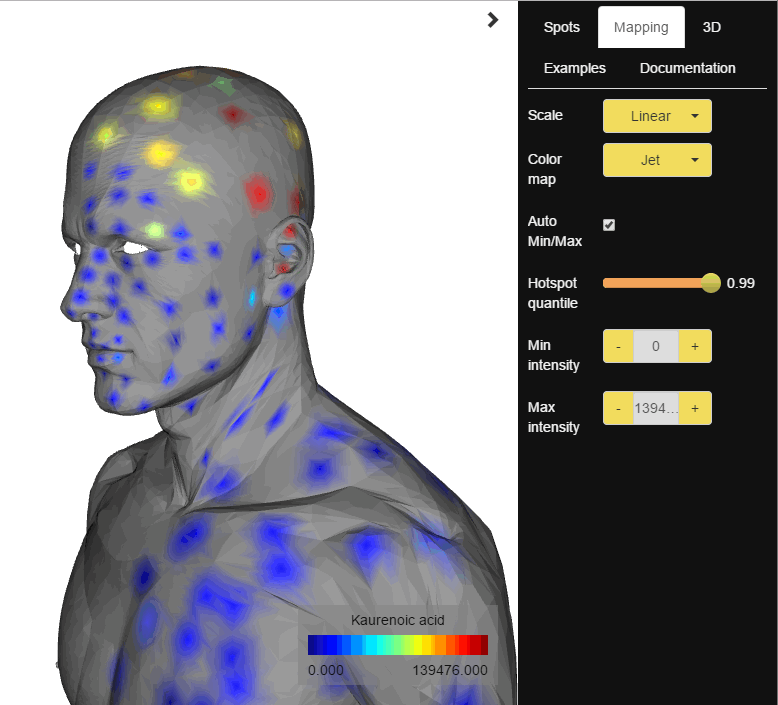 Spots
Mapping
3D
Examples
Documentation
Scale
Linear
Color
map
Jet
Auto
Min/Max
Hotspot
quantile
0.99
Min
intensity
- 0 +
Max
intensity
- 1394... +
Kaurenoic acid
0.000
139476.000